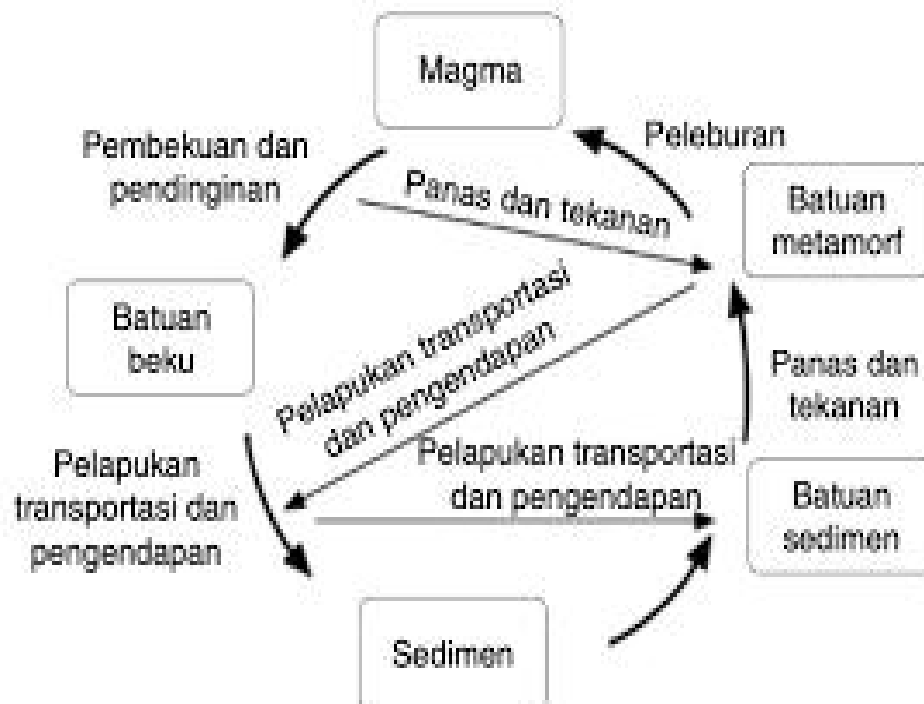 Magma
Pembekuan dan
pendinginan
Peleburan
Panas dan tekanan
Batuan
metamorf
Batuan
beku
Pelapukan transportasi
dan pengendapan
Panas dan
tekanan
Pelapukan
transportasi dan
pengendapan
Pelapukan transportasi
dan pengendapan
Batuan
sedimen
Sedimen